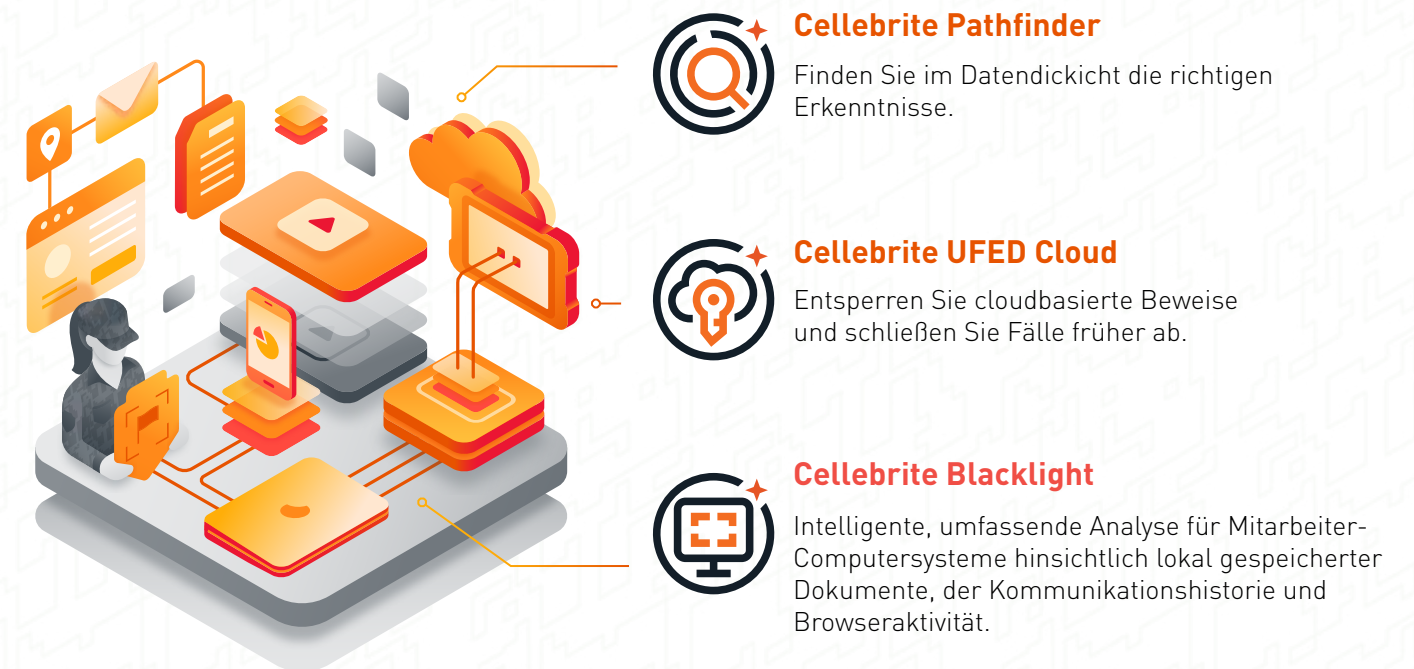 Cellebrite Pathfinder
Finden Sie im Datendickicht die richtigen
Erkenntnisse.
Cellebrite UFED Cloud
Entsperren Sie cloudbasierte Beweise
und schließen Sie Fälle früher ab.
Cellebrite Blacklight
Intelligente, umfassende Analyse für Mitarbeiter-
Computersysteme hinsichtlich lokal gespeicherter
Dokumente, der Kommunikationshistorie und
Browseraktivität.